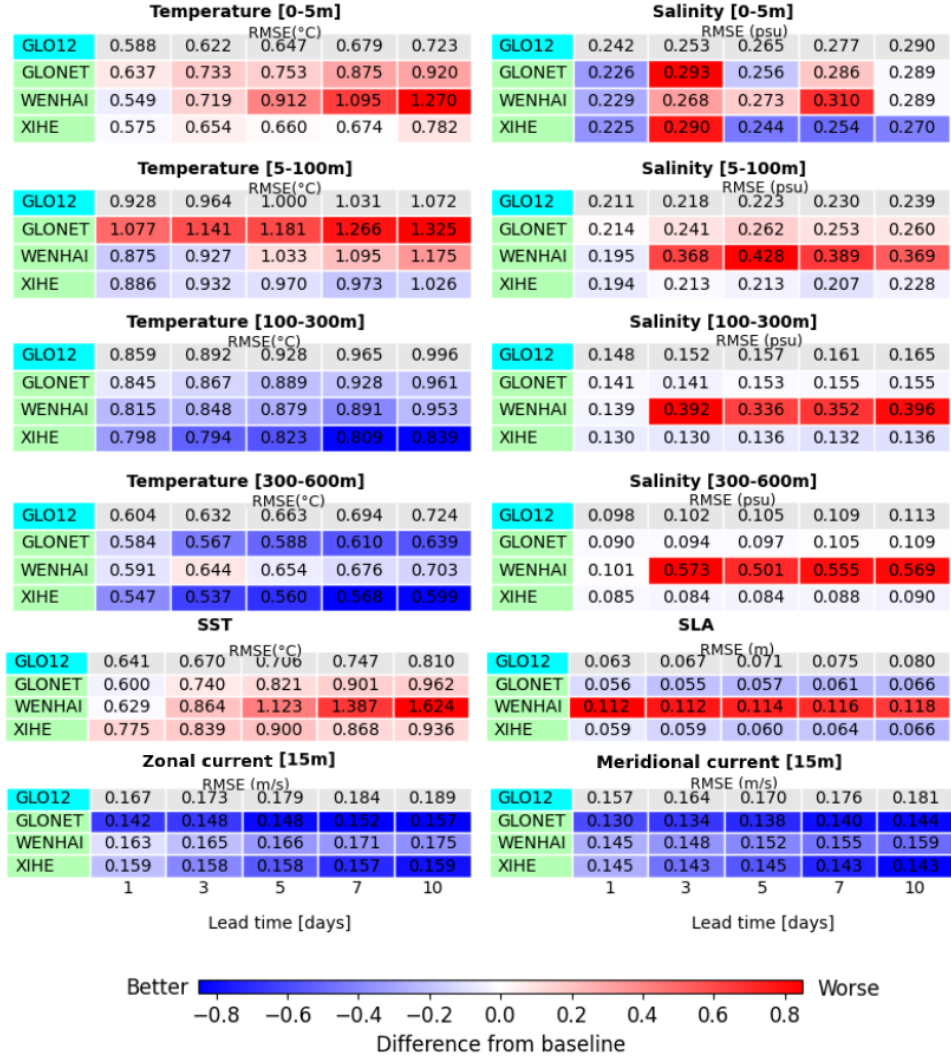 Temperature [0-5m]
RMSE(°C)
GLO12 0.588 0.622 0.647 0.679 0.723
GLONET 0.637 0.733 0.753 0.875 0.920
WENHAI 0.549 0.719 0.912 1.095 1.270
XIHE 0.575 0.654 0.660 0.674 0.782
Salinity [0-5m]
RMSE (psu)
GLO12 0.242 0.253 0.265 0.277 0.290
GLONET 0.226 0.293 0.256 0.286 0.289
WENHAI 0.229 0.268 0.273 0.310 0.289
XIHE 0.225 0.290 0.244 0.254 0.270
Temperature [5-100m]
RMSE(°C)
GLO12 0.928 0.964 1.000 1.031 1.072
GLONET 1.077 1.141 1.181 1.266 1.325
WENHAI 0.875 0.927 1.033 1.095 1.175
XIHE 0.886 0.932 0.970 0.973 1.026
Salinity [5-100m]
RMSE (psu)
GLO12 0.211 0.218 0.223 0.230 0.239
GLONET 0.214 0.241 0.262 0.253 0.260
WENHAI 0.195 0.368 0.428 0.389 0.369
XIHE 0.194 0.213 0.213 0.207 0.228
Temperature [100-300m]
RMSE(°C)
GLO12 0.859 0.892 0.928 0.965 0.996
GLONET 0.845 0.867 0.889 0.928 0.961
WENHAI 0.815 0.848 0.879 0.891 0.953
XIHE 0.798 0.794 0.823 0.809 0.839
Salinity [100-300m]
RMSE (psu)
GLO12 0.148 0.152 0.157 0.161 0.165
GLONET 0.141 0.141 0.153 0.155 0.155
WENHAI 0.139 0.392 0.336 0.352 0.396
XIHE 0.130 0.130 0.136 0.132 0.136
Temperature [300-600m]
RMSE(°C)
GLO12 0.604 0.632 0.663 0.694 0.724
GLONET 0.584 0.567 0.588 0.610 0.639
WENHAI 0.591 0.644 0.654 0.676 0.703
XIHE 0.547 0.537 0.560 0.568 0.599
Salinity [300-600m]
RMSE (psu)
GLO12 0.098 0.102 0.105 0.109 0.113
GLONET 0.090 0.094 0.097 0.105 0.109
WENHAI 0.101 0.573 0.501 0.555 0.569
XIHE 0.085 0.084 0.084 0.088 0.090
SST
RMSE(°C)
GLO12 0.641 0.670 0.706 0.747 0.810
GLONET 0.600 0.740 0.821 0.901 0.962
WENHAI 0.629 0.864 1.123 1.387 1.624
XIHE 0.775 0.839 0.900 0.868 0.936
SLA
RMSE (m)
GLO12 0.063 0.067 0.071 0.075 0.080
GLONET 0.056 0.055 0.057 0.061 0.066
WENHAI 0.112 0.112 0.114 0.116 0.118
XIHE 0.059 0.059 0.060 0.064 0.066
Zonal current [15m]
RMSE (m/s)
GLO12 0.167 0.173 0.179 0.184 0.189
GLONET 0.142 0.148 0.148 0.152 0.157
WENHAI 0.163 0.165 0.166 0.171 0.175
XIHE 0.159 0.158 0.158 0.157 0.159
1 3 5 7 10
Lead time [days]
Meridional current [15m]
RMSE (m/s)
GLO12 0.157 0.164 0.170 0.176 0.181
GLONET 0.130 0.134 0.138 0.140 0.144
WENHAI 0.145 0.148 0.152 0.155 0.159
XIHE 0.145 0.143 0.145 0.143 0.143
1 3 5 7 10
Lead time [days]
Better Worse
−0.8 −0.6 −0.4 −0.2 0.0 0.2 0.4 0.6 0.8
Difference from baseline